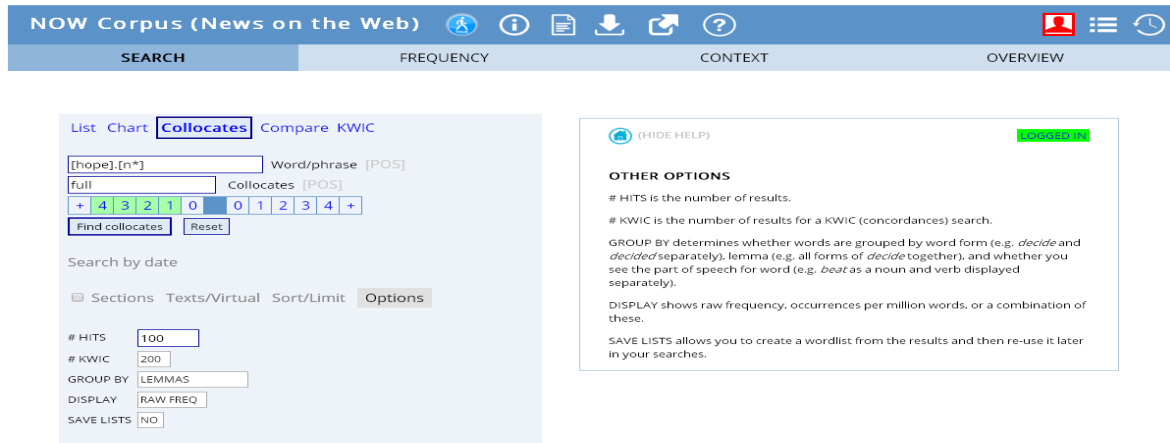 NOW Corpus (News on the Web)
SEARCH FREQUENCY CONTEXT OVERVIEW
List Chart Collocates Compare KWIC
[hope].[n*] Word/phrase [POS]
full Collocates [POS]
+ 4 3 2 1 0 0 1 2 3 4 +
Find collocates Reset
Search by date
Sections Texts/Virtual Sort/Limit Options
# HITS 100
# KWIC 200
GROUP BY LEMMAS
DISPLAY RAW FREQ
SAVE LISTS NO
(HIDE HELP) LOGGED IN
OTHER OPTIONS
# HITS is the number of results.
# KWIC is the number of results for a KWIC (concordances) search.
GROUP BY determines whether words are grouped by word form (e.g. decide and
decided separately), lemma (e.g. all forms of decide together), and whether you
see the part of speech for word (e.g. beat as a noun and verb displayed
separately).
DISPLAY shows raw frequency, occurrences per million words, or a combination of
these.
SAVE LISTS allows you to create a wordlist from the results and then re-use it later
in your searches.